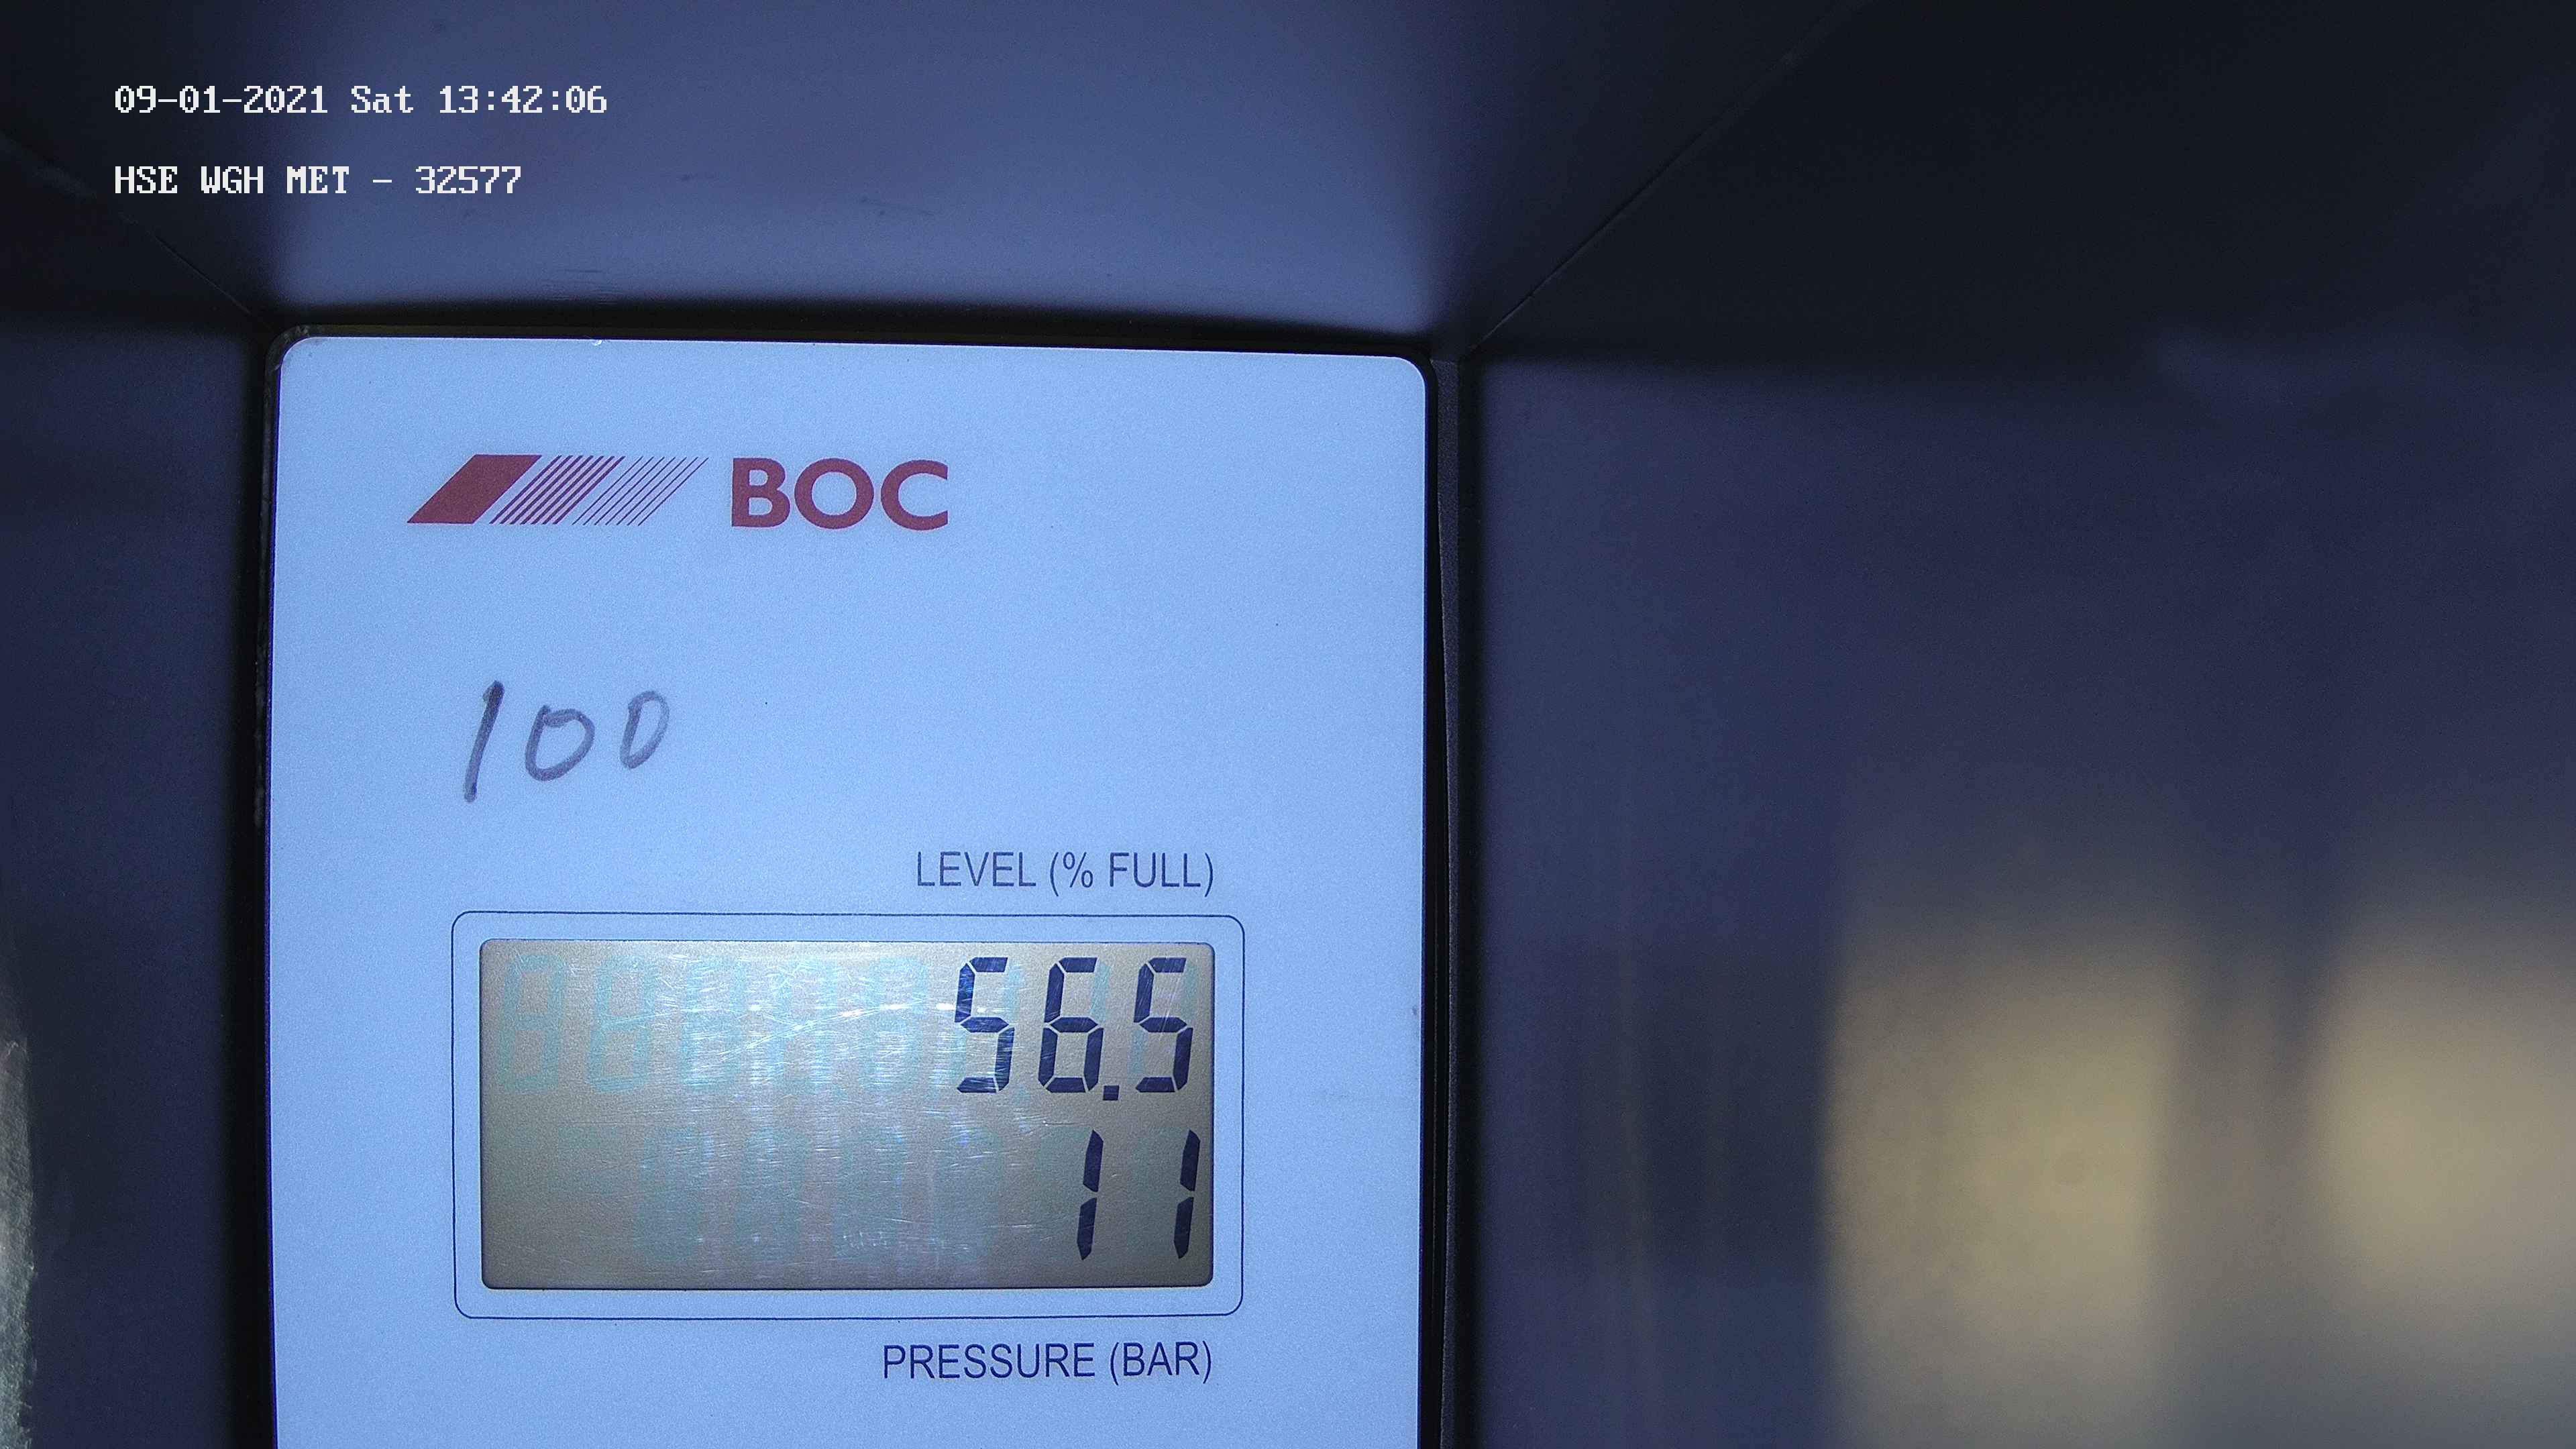 09-01-2021 Sat 13:42:06
HSE WGH MET - 32577
BOC
100
LEVEL (% FULL)
56.5
11
PRESSURE (BAR)